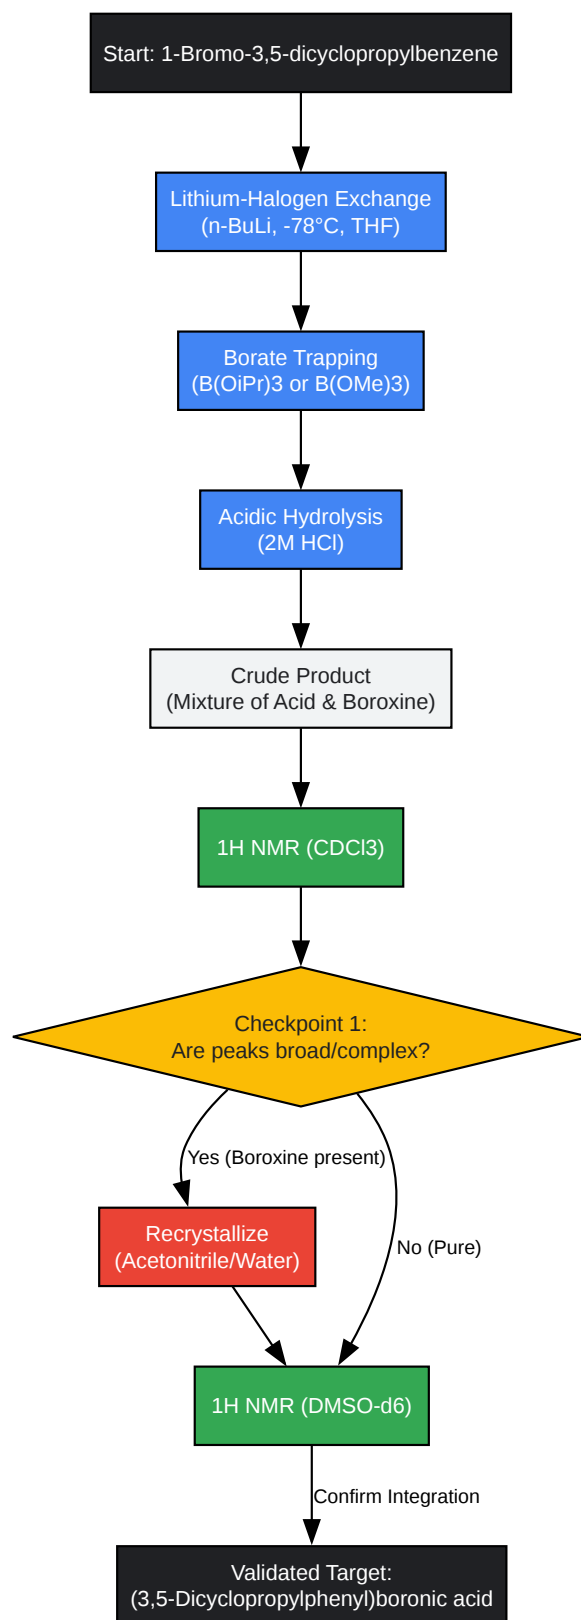 Start: 1-Bromo-3,5-dicyclopropylbenzene
Lithium-Halogen Exchange
(n-BuLi, -78°C, THF)
Borate Trapping
(B(OiPr)3 or B(OMe)3)
Acidic Hydrolysis
(2M HCl)
Crude Product
(Mixture of Acid & Boroxine)
1H NMR (CDCl3)
Checkpoint 1:
Are peaks broad/complex?
Yes (Boroxine present)
Recrystallize
(Acetonitrile/Water)
No (Pure)
1H NMR (DMSO-d6)
Confirm Integration
Validated Target:
(3,5-Dicyclopropylphenyl)boronic acid